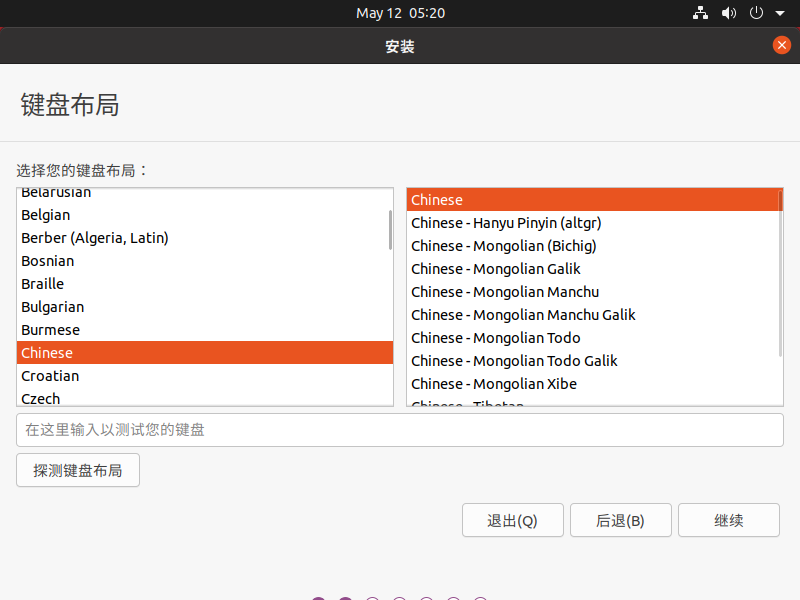 May 12 05:20
安装
键盘布局
选择您的键盘布局：
Belarusian
Belgian
Berber (Algeria, Latin)
Bosnian
Braille
Bulgarian
Burmese
Chinese
Croatian
Czech
Chinese
Chinese - Hanyu Pinyin (altgr)
Chinese - Mongolian (Bichig)
Chinese - Mongolian Galik
Chinese - Mongolian Manchu
Chinese - Mongolian Manchu Galik
Chinese - Mongolian Todo
Chinese - Mongolian Todo Galik
Chinese - Mongolian Xibe
Chinese - Tibetan
在这里输入以测试您的键盘
探测键盘布局
退出(Q)
后退(B)
继续